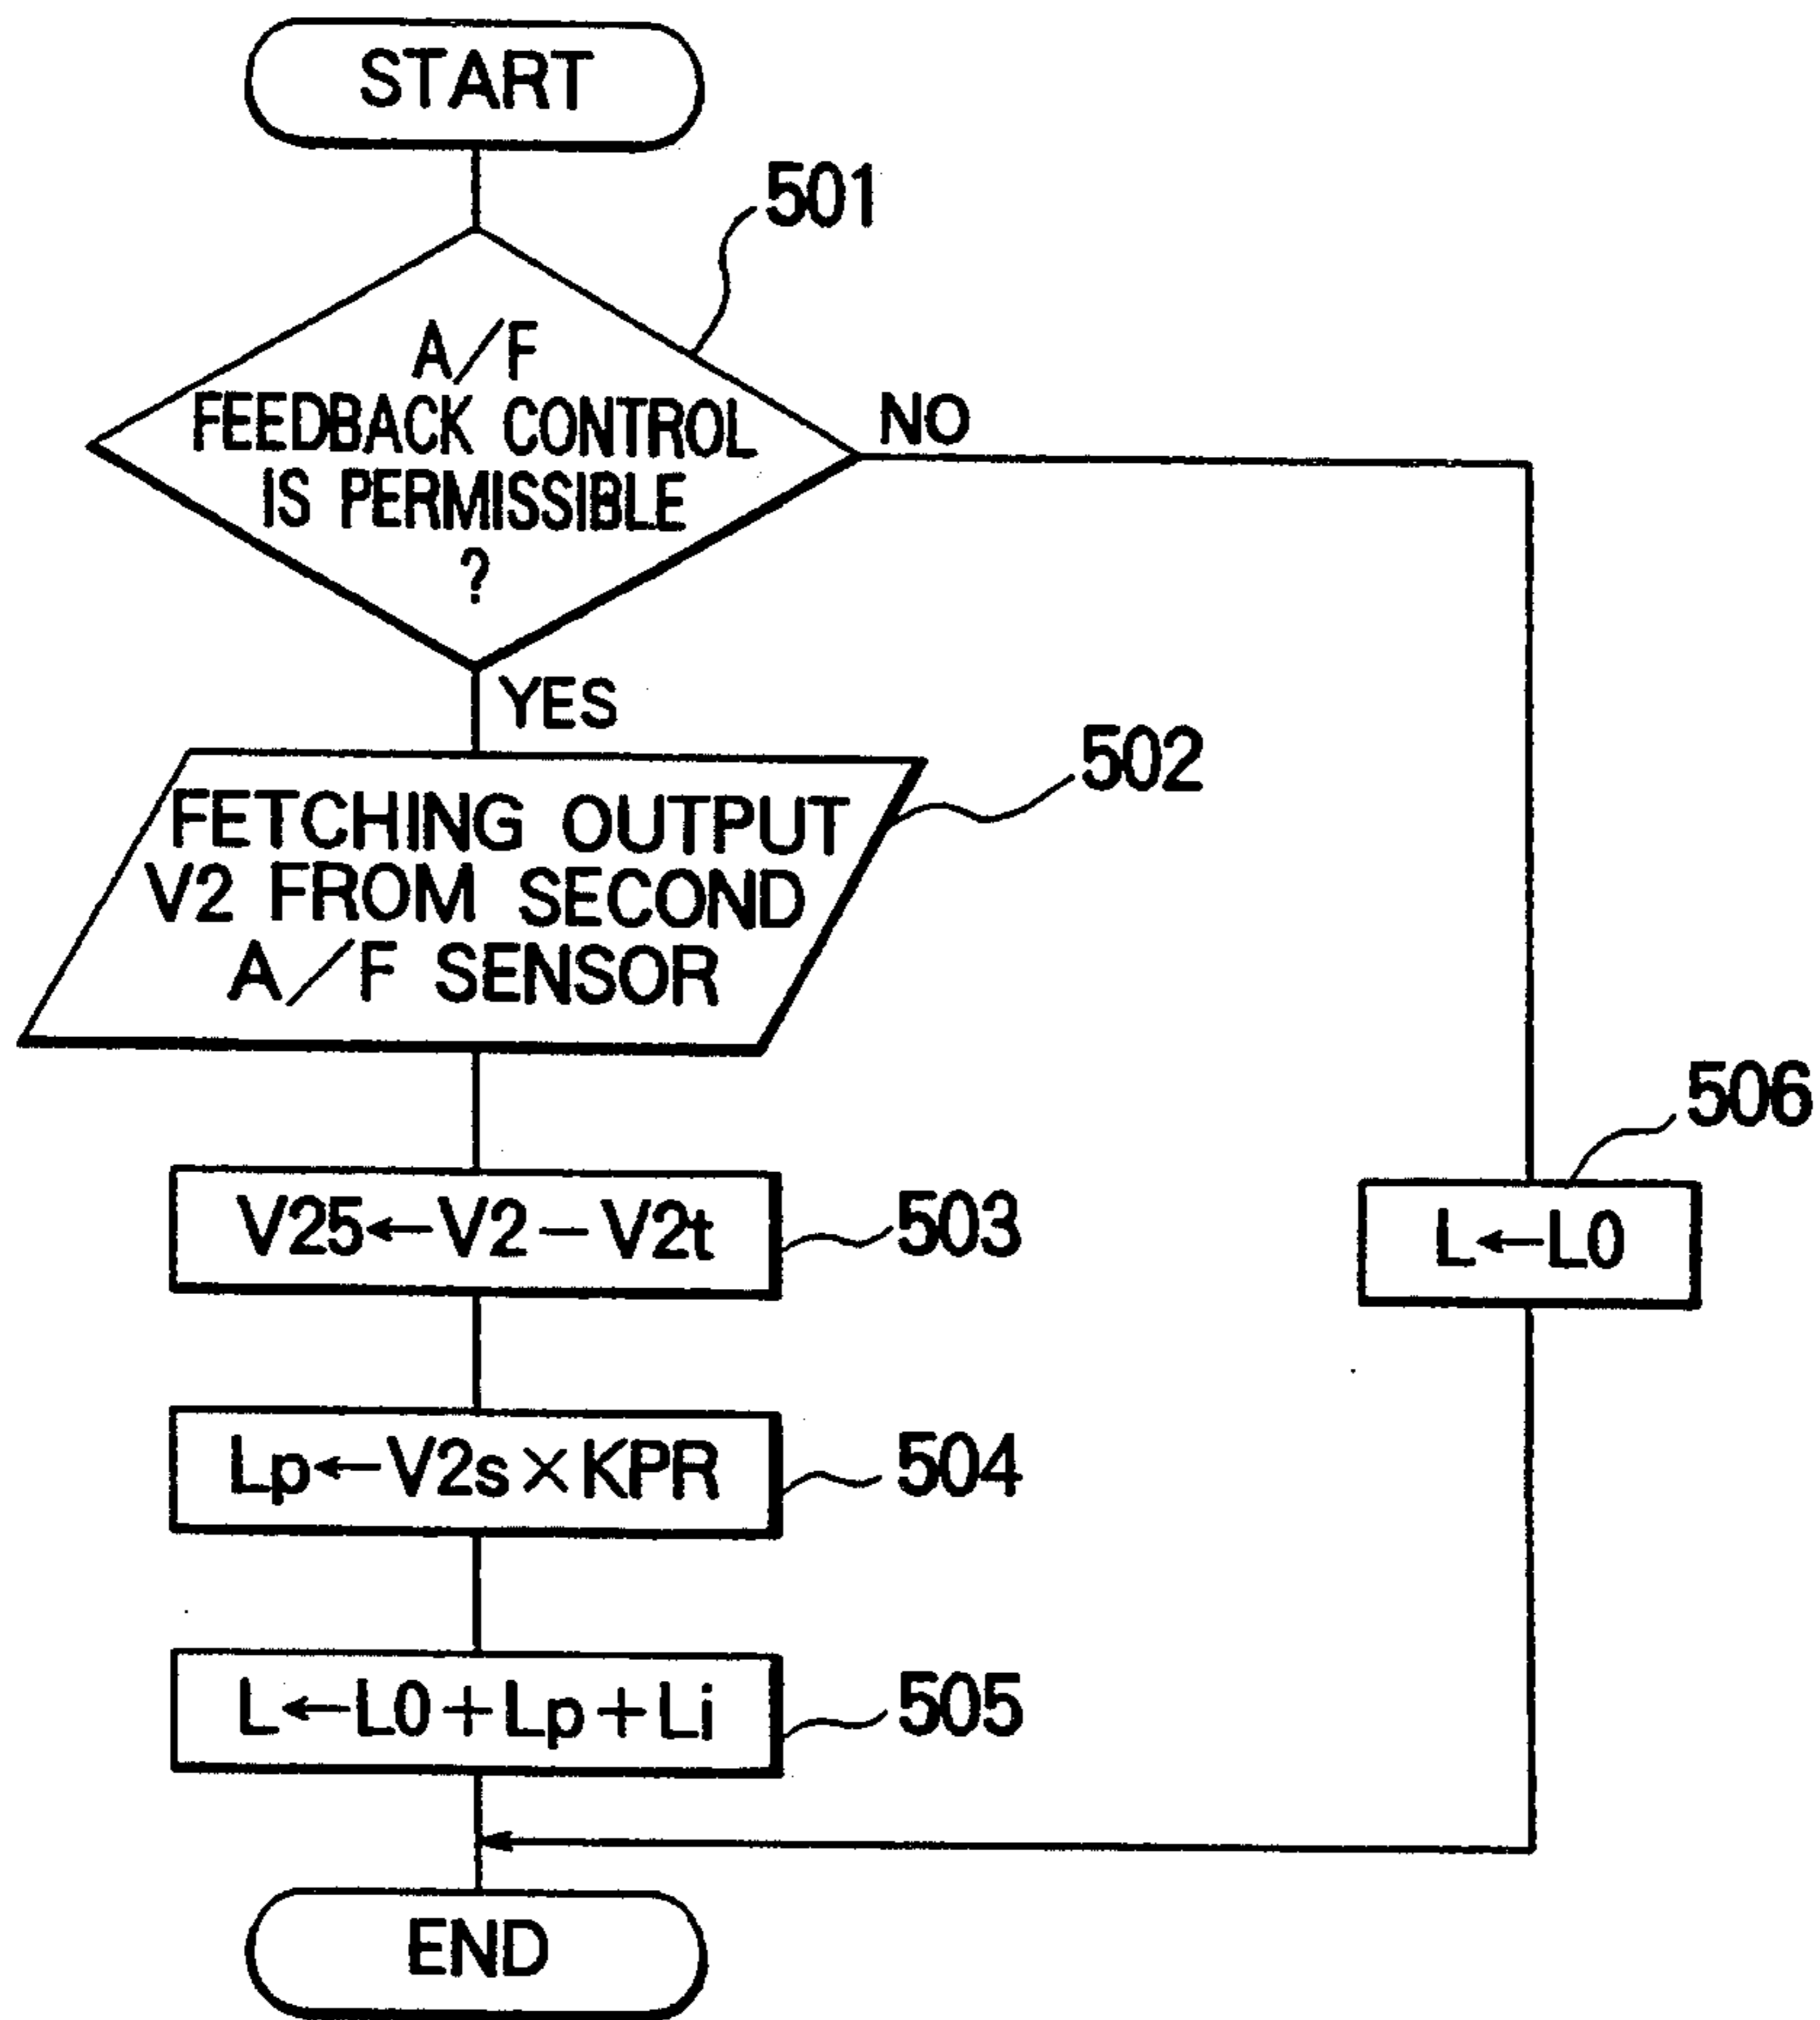 START
501
A/F
FEEDBACK CONTROL
IS PERMISSIBLE
?
NO
YES
502
FETCHING OUTPUT
V2 FROM SECOND
A/F SENSOR
503
V25←V2−V2t
504
Lp←V2s×KPR
505
L←L0+Lp+Li
506
L←L0
END